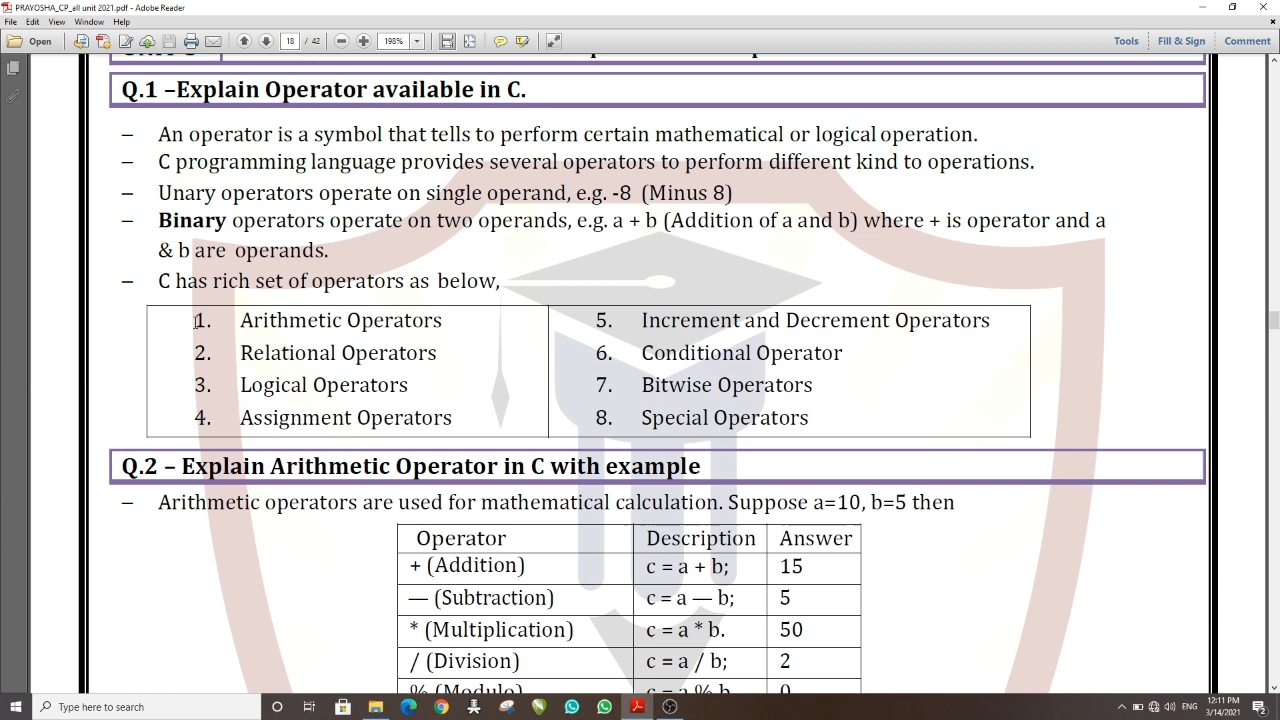 PRAYOSHA_CP_all unit 2021.pdf - Adobe Reader
File Edit View Window Help
Open 18 / 42 198% Tools Fill & Sign Comment
Q.1 –Explain Operator available in C.
– An operator is a symbol that tells to perform certain mathematical or logical operation.
– C programming language provides several operators to perform different kind to operations.
– Unary operators operate on single operand, e.g. -8 (Minus 8)
– Binary operators operate on two operands, e.g. a + b (Addition of a and b) where + is operator and a
& b are operands.
– C has rich set of operators as below,
1. Arithmetic Operators 5. Increment and Decrement Operators
2. Relational Operators 6. Conditional Operator
3. Logical Operators 7. Bitwise Operators
4. Assignment Operators 8. Special Operators
Q.2 – Explain Arithmetic Operator in C with example
– Arithmetic operators are used for mathematical calculation. Suppose a=10, b=5 then
Operator Description Answer
+ (Addition) c = a + b; 15
— (Subtraction) c = a — b; 5
* (Multiplication) c = a * b. 50
/ (Division) c = a / b; 2
% (Modulo) c = a % b 0
Type here to search
ENG
12:11 PM
3/14/2021
2